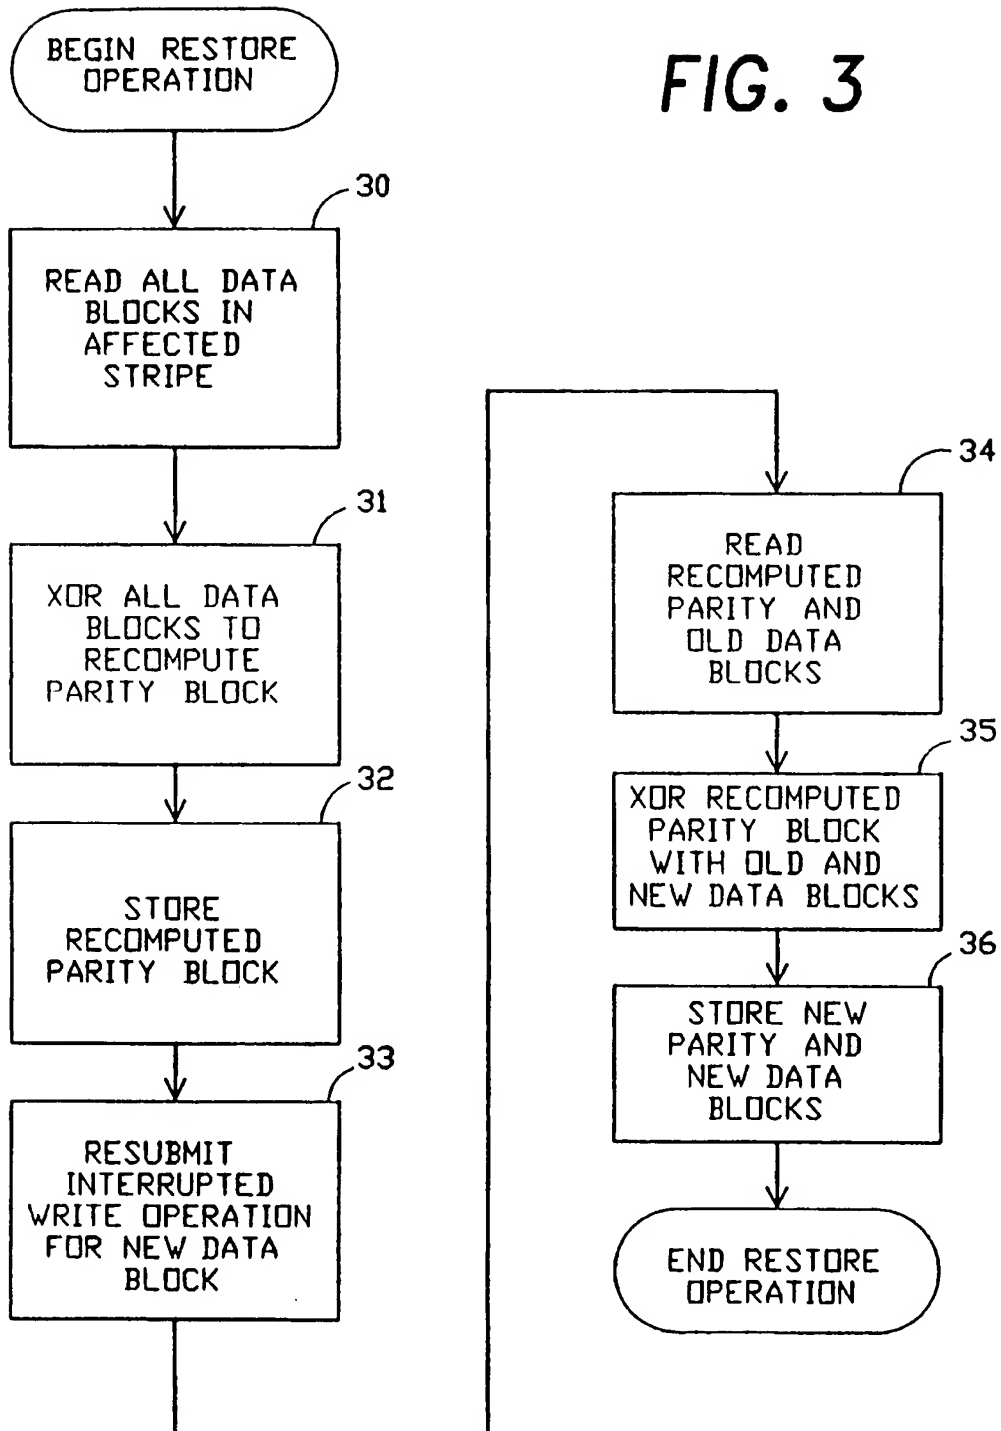 FIG. 3
BEGIN RESTORE
OPERATION
30
READ ALL DATA
BLOCKS IN
AFFECTED
STRIPE
31
XOR ALL DATA
BLOCKS TO
RECOMPUTE
PARITY BLOCK
32
STORE
RECOMPUTED
PARITY BLOCK
33
RESUBMIT
INTERRUPTED
WRITE OPERATION
FOR NEW DATA
BLOCK
34
READ
RECOMPUTED
PARITY AND
OLD DATA
BLOCKS
35
XOR RECOMPUTED
PARITY BLOCK
WITH OLD AND
NEW DATA BLOCKS
36
STORE NEW
PARITY AND
NEW DATA
BLOCKS
END RESTORE
OPERATION